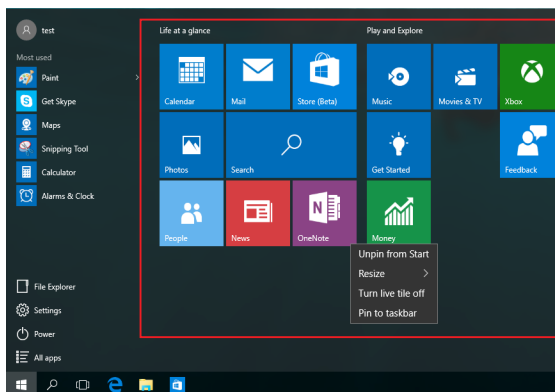 test
Most used
Paint
Get Skype
Maps
Snipping Tool
Calculator
Alarms & Clock
File Explorer
Settings
Power
All apps
Life at a glance
Calendar
Mail
Store (Beta)
Photos
Search
People
News
OneNote
Play and Explore
Music
Movies & TV
Xbox
Get Started
Feedback
Money
Unpin from Start
Resize
Turn live tile off
Pin to taskbar